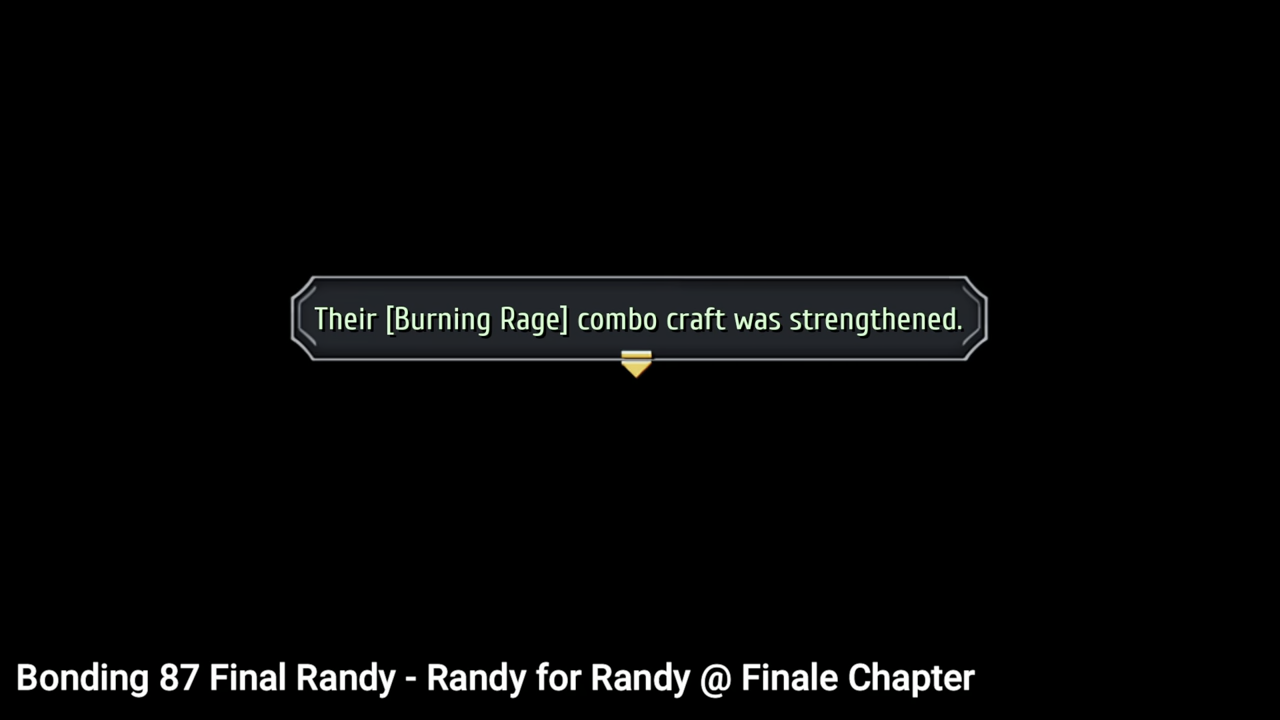 Their [Burning Rage] combo craft was strengthened.
Bonding 87 Final Randy - Randy for Randy @ Finale Chapter